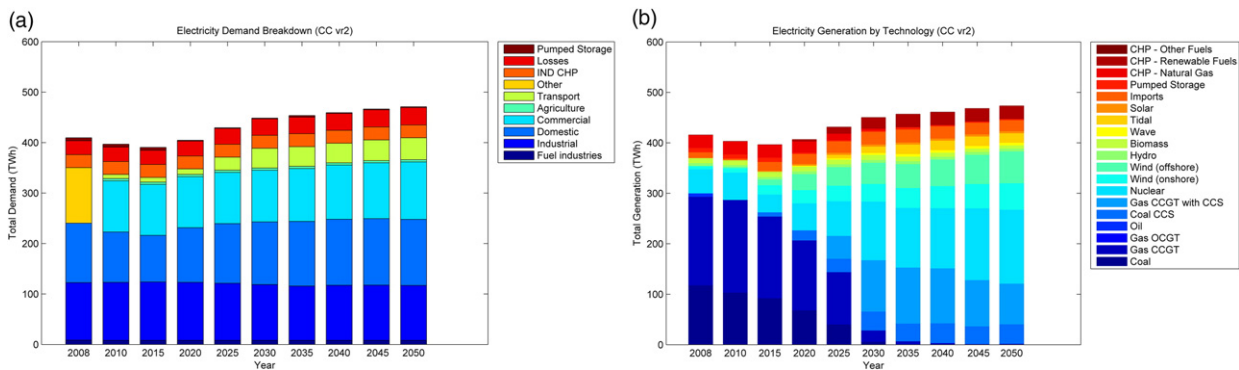 (a)
Electricity Demand Breakdown (CC vr2)
600
500
400
300
200
100
0
Total Demand (TWh)
2008 2010 2015 2020 2025 2030 2035 2040 2045 2050
Year
Pumped Storage
Losses
IND CHP
Other
Transport
Agriculture
Commercial
Domestic
Industrial
Fuel industries
(b)
Electricity Generation by Technology (CC vr2)
600
500
400
300
200
100
0
Total Generation (TWh)
2008 2010 2015 2020 2025 2030 2035 2040 2045 2050
Year
CHP - Other Fuels
CHP - Renewable Fuels
CHP - Natural Gas
Pumped Storage
Imports
Solar
Tidal
Wave
Biomass
Hydro
Wind (offshore)
Wind (onshore)
Nuclear
Gas CCGT with CCS
Coal CCS
Oil
Gas OCGT
Gas CCGT
Coal